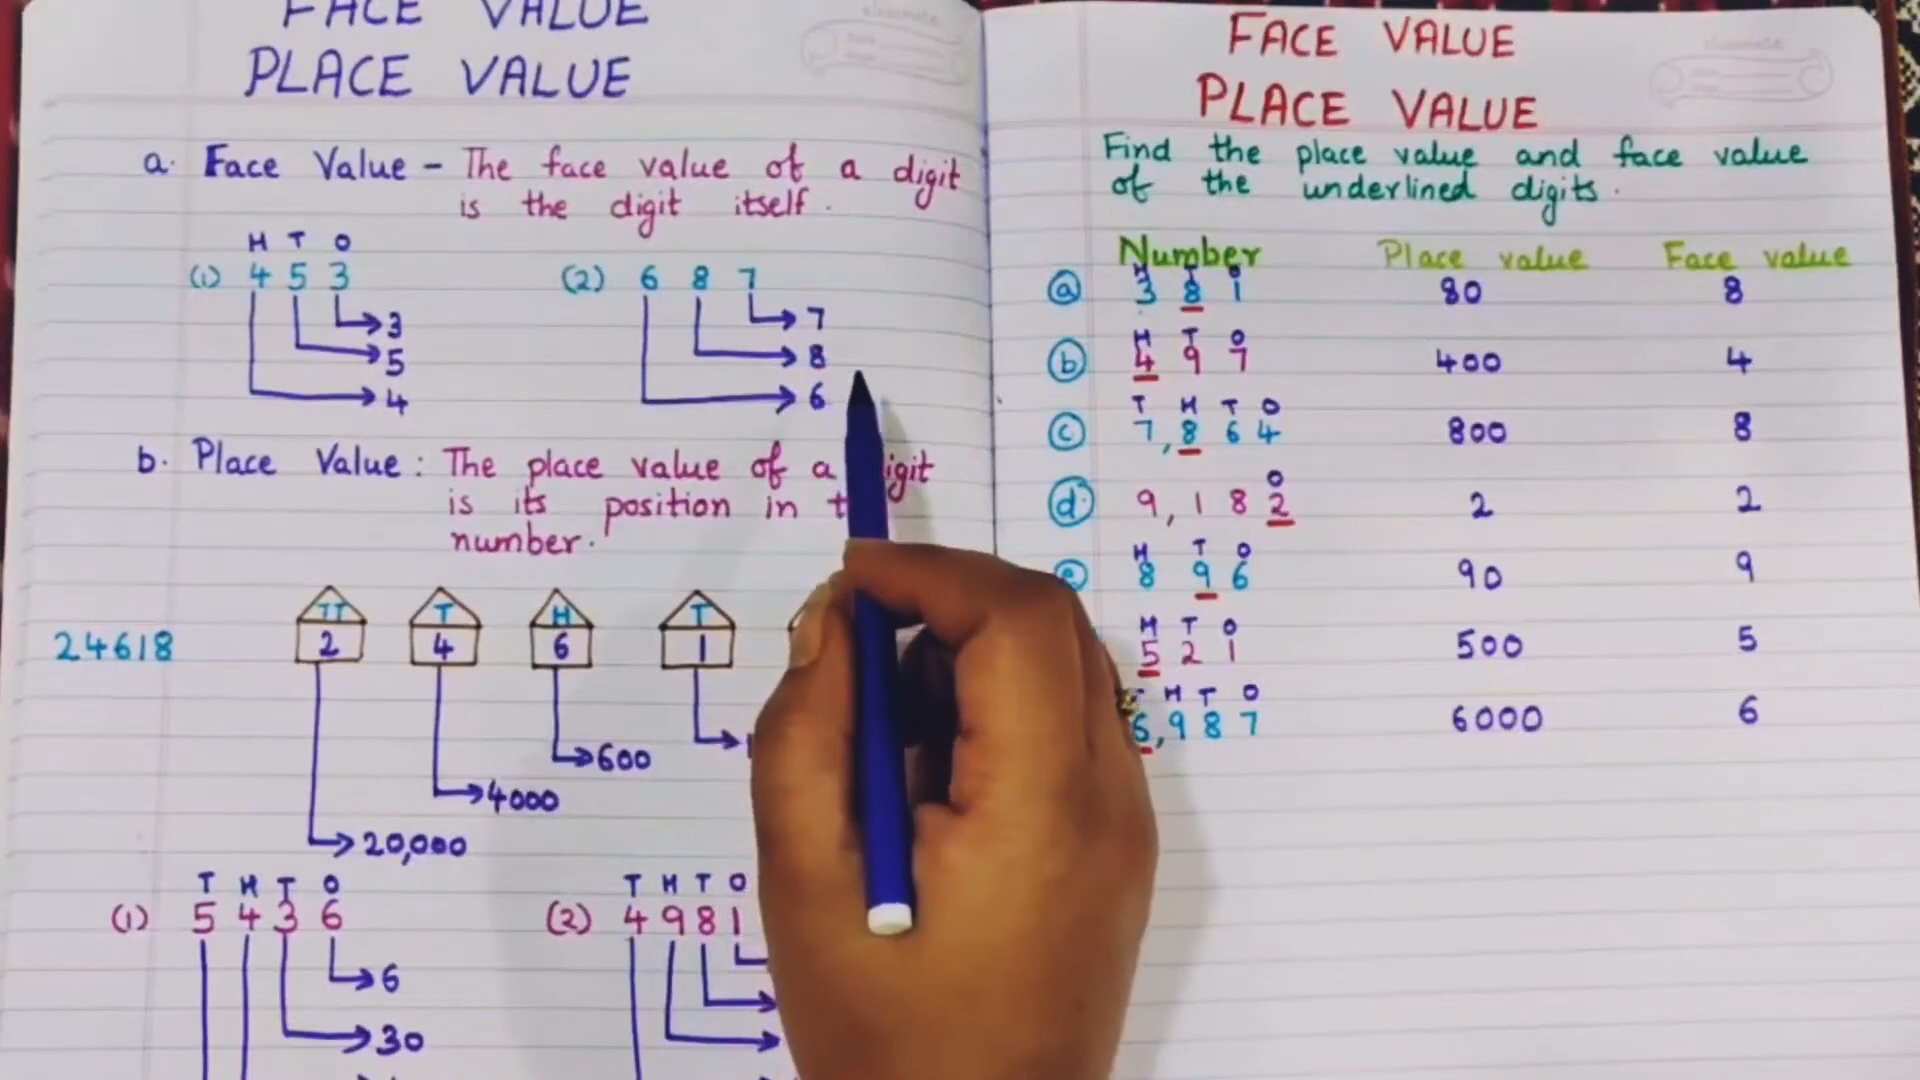 FACE VALUE
PLACE VALUE
a. Face Value - The face value of a digit
is the digit itself.
H T O
(1) 4 5 3
3
5
4
(2) 6 8 7
7
8
6
b. Place Value : The place value of a
is its position in
number.
TT T H T
24618 2 4 6 1
600
4000
20,000
T H T O
(1) 5 4 3 6
6
30
T H T O
(2) 4 9 8 1
FACE VALUE
PLACE VALUE
Find the place value and face value
of the underlined digits.
Number Place value Face value
H T O
(a) 3 8 1 80 8
H T O
(b) 4 9 7 400 4
T H T O
(c) 7,8 6 4 800 8
O
(d) 9,1 8 2 2 2
H T O
8 9 6 90 9
H T O
5 2 1 500 5
H T O
6,9 8 7 6000 6